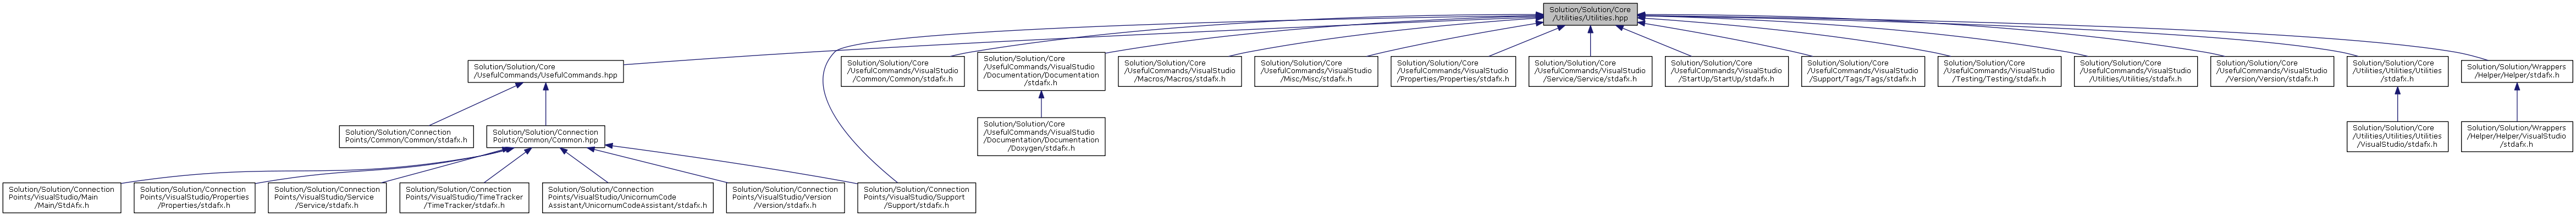 Solution/Solution/Core
/Utilities/Utilities.hpp
Solution/Solution/Core
/UsefulCommands/UsefulCommands.hpp
Solution/Solution/Core
/UsefulCommands/VisualStudio
/Common/Common/stdafx.h
Solution/Solution/Core
/UsefulCommands/VisualStudio
/Documentation/Documentation
/stdafx.h
Solution/Solution/Core
/UsefulCommands/VisualStudio
/Macros/Macros/stdafx.h
Solution/Solution/Core
/UsefulCommands/VisualStudio
/Misc/Misc/stdafx.h
Solution/Solution/Core
/UsefulCommands/VisualStudio
/Properties/Properties/stdafx.h
Solution/Solution/Core
/UsefulCommands/VisualStudio
/Service/Service/stdafx.h
Solution/Solution/Core
/UsefulCommands/VisualStudio
/StartUp/StartUp/stdafx.h
Solution/Solution/Core
/UsefulCommands/VisualStudio
/Support/Tags/Tags/stdafx.h
Solution/Solution/Core
/UsefulCommands/VisualStudio
/Testing/Testing/stdafx.h
Solution/Solution/Core
/UsefulCommands/VisualStudio
/Utilities/Utilities/stdafx.h
Solution/Solution/Core
/UsefulCommands/VisualStudio
/Version/Version/stdafx.h
Solution/Solution/Core
/Utilities/Utilities/Utilities
/stdafx.h
Solution/Solution/Wrappers
/Helper/Helper/stdafx.h
Solution/Solution/Connection
Points/Common/Common/stdafx.h
Solution/Solution/Connection
Points/Common/Common.hpp
Solution/Solution/Core
/UsefulCommands/VisualStudio
/Documentation/Documentation
/Doxygen/stdafx.h
Solution/Solution/Core
/Utilities/Utilities/Utilities
/VisualStudio/stdafx.h
Solution/Solution/Wrappers
/Helper/Helper/VisualStudio
/stdafx.h
Solution/Solution/Connection
Points/VisualStudio/Main
/Main/StdAfx.h
Solution/Solution/Connection
Points/VisualStudio/Properties
/Properties/stdafx.h
Solution/Solution/Connection
Points/VisualStudio/Service
/Service/stdafx.h
Solution/Solution/Connection
Points/VisualStudio/TimeTracker
/TimeTracker/stdafx.h
Solution/Solution/Connection
Points/VisualStudio/UnicornumCode
Assistant/UnicornumCodeAssistant/stdafx.h
Solution/Solution/Connection
Points/VisualStudio/Version
/Version/stdafx.h
Solution/Solution/Connection
Points/VisualStudio/Support
/Support/stdafx.h